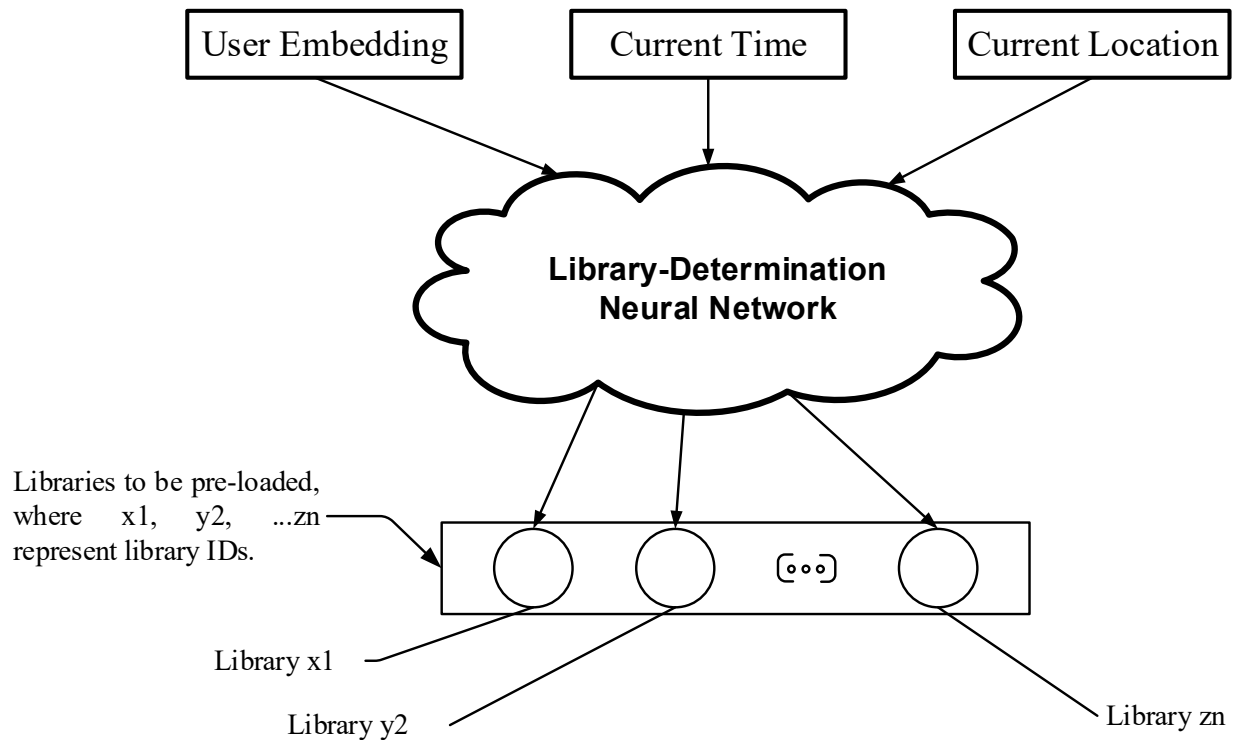 User Embedding
Current Time
Current Location
Library-Determination
Neural Network
Libraries to be pre-loaded,
where x1, y2, ...zn
represent library IDs.
Library x1
Library y2
Library zn